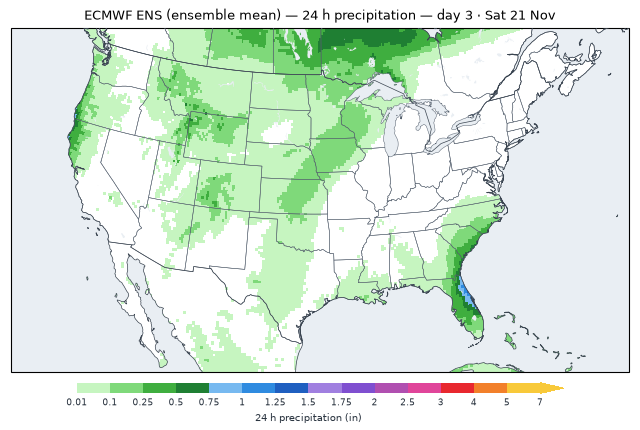 ECMWF ENS (ensemble mean) — 24 h precipitation — day 3 · Sat 21 Nov
0.01 0.1 0.25 0.5 0.75 1 1.25 1.5 1.75 2 2.5 3 4 5 7
24 h precipitation (in)